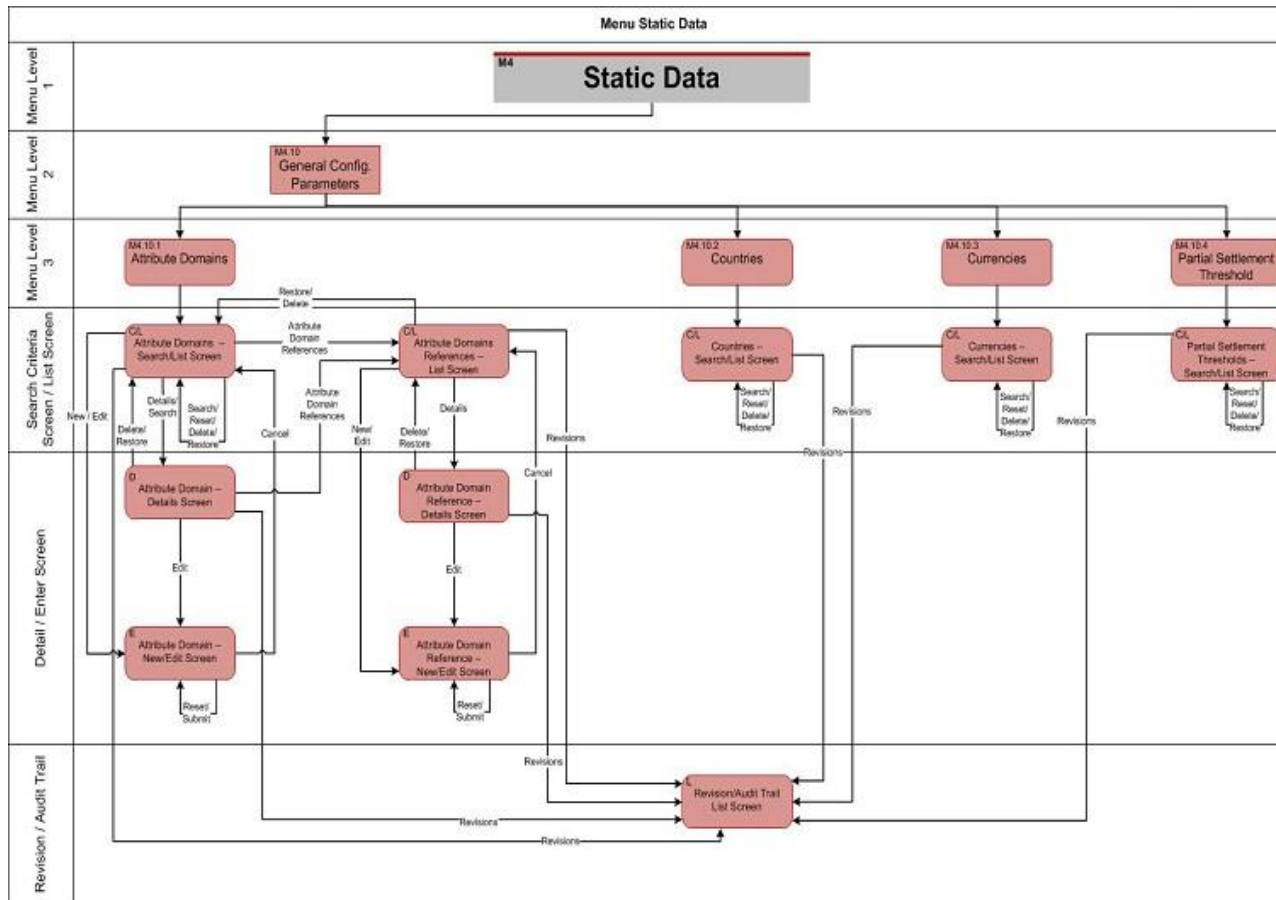 Menu Static Data
Menu Level
1
M4
Static Data
Menu Level
2
M4.10
General Config.
Parameters
Menu Level
3
M4.10.1
Attribute Domains
M4.10.2
Countries
M4.10.3
Currencies
M4.10.4
Partial Settlement
Threshold
Search Criteria
Screen / List Screen
Restore/
Delete
C/L
Attribute Domains –
Search/List Screen
Attribute
Domain
References
C/L
Attribute Domains
References –
List Screen
C/L
Countries –
Search/List Screen
C/L
Currencies –
Search/List Screen
C/L
Partial Settlement
Thresholds –
Search/List Screen
New / Edit
Delete/
Restore
Details/
Search
Search/
Reset/
Delete/
Restore
Cancel
Attribute
Domain
References
New/
Edit
Delete/
Restore
Details
Revisions
Search/
Reset/
Delete/
Restore
Revisions
Search/
Reset/
Delete/
Restore
Revisions
Search/
Reset/
Delete/
Restore
Cancel
Detail / Enter Screen
D
Attribute Domain –
Details Screen
D
Attribute Domain
Reference –
Details Screen
Edit
Edit
E
Attribute Domain –
New/Edit Screen
E
Attribute Domain
Reference –
New/Edit Screen
Reset/
Submit
Reset/
Submit
Revision / Audit Trail
Revisions
L
Revision/Audit Trail
List Screen
Revisions
Revisions